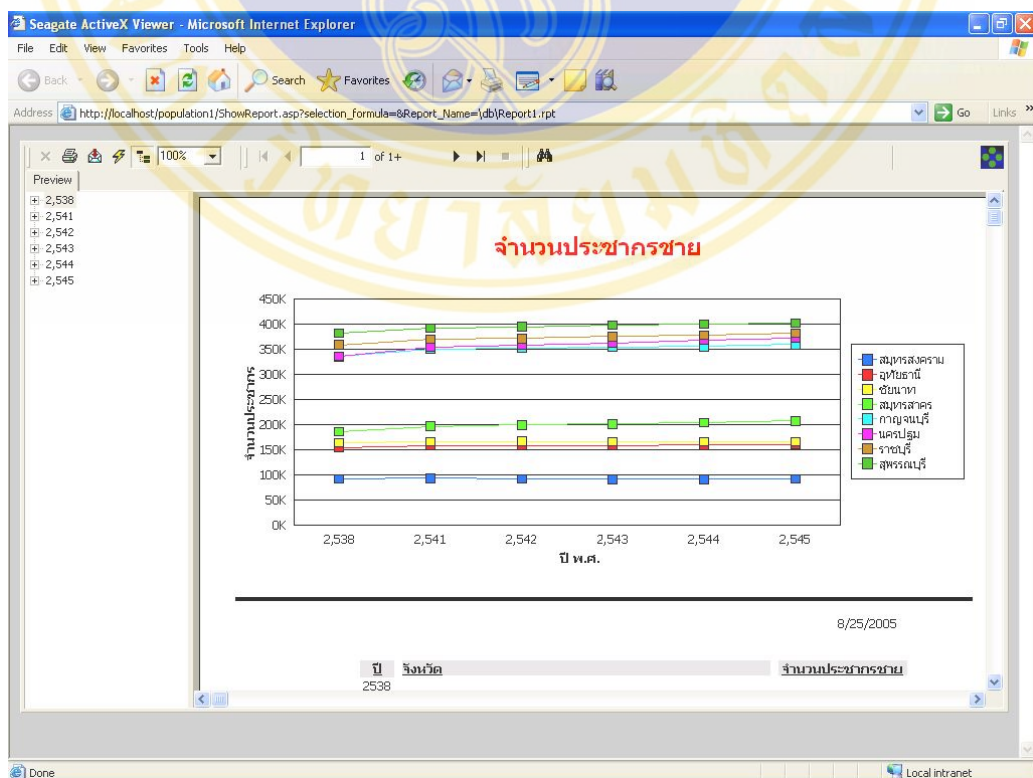 Seagate ActiveX Viewer - Microsoft Internet Explorer
File Edit View Favorites Tools Help
Back Search Favorites
Address http://localhost/population1/ShowReport.asp?selection_formula=&Report_Name=\db\Report1.rpt Go Links »
100% 1 of 1+
Preview
2,538
2,541
2,542
2,543
2,544
2,545
จำนวนประชากรชาย
450K
400K
350K
300K
250K
200K
150K
100K
50K
0K
จำนวนประชากร
2,538 2,541 2,542 2,543 2,544 2,545
ปี พ.ศ.
สมุทรสงคราม
อุทัยธานี
ชัยนาท
สมุทรสาคร
กาญจนบุรี
นครปฐม
ราชบุรี
สุพรรณบุรี
8/25/2005
ปี จังหวัด จำนวนประชากรชาย
2538
Done Local intranet